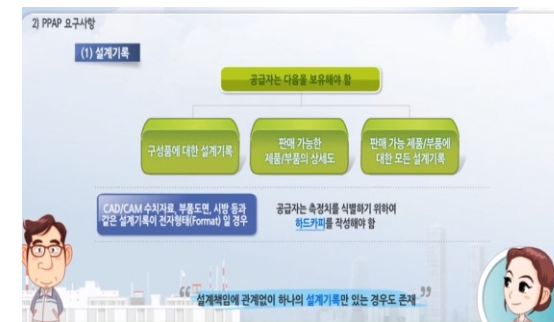 2) PPAP 요구사항
(1) 설계기록
공급자는 다음을 보유해야 함
구성품에 대한 설계기록
판매 가능한
제품/부품의 상세도
판매 가능 제품/부품에
대한 모든 설계기록
CAD/CAM 수치자료, 부품도면, 시방 등과
같은 설계기록이 전자형태(Format) 일 경우
공급자는 측정치를 식별하기 위하여
하드카피를 작성해야 함
“ 설계책임에 관계없이 하나의 설계기록만 있는 경우도 존재 ”